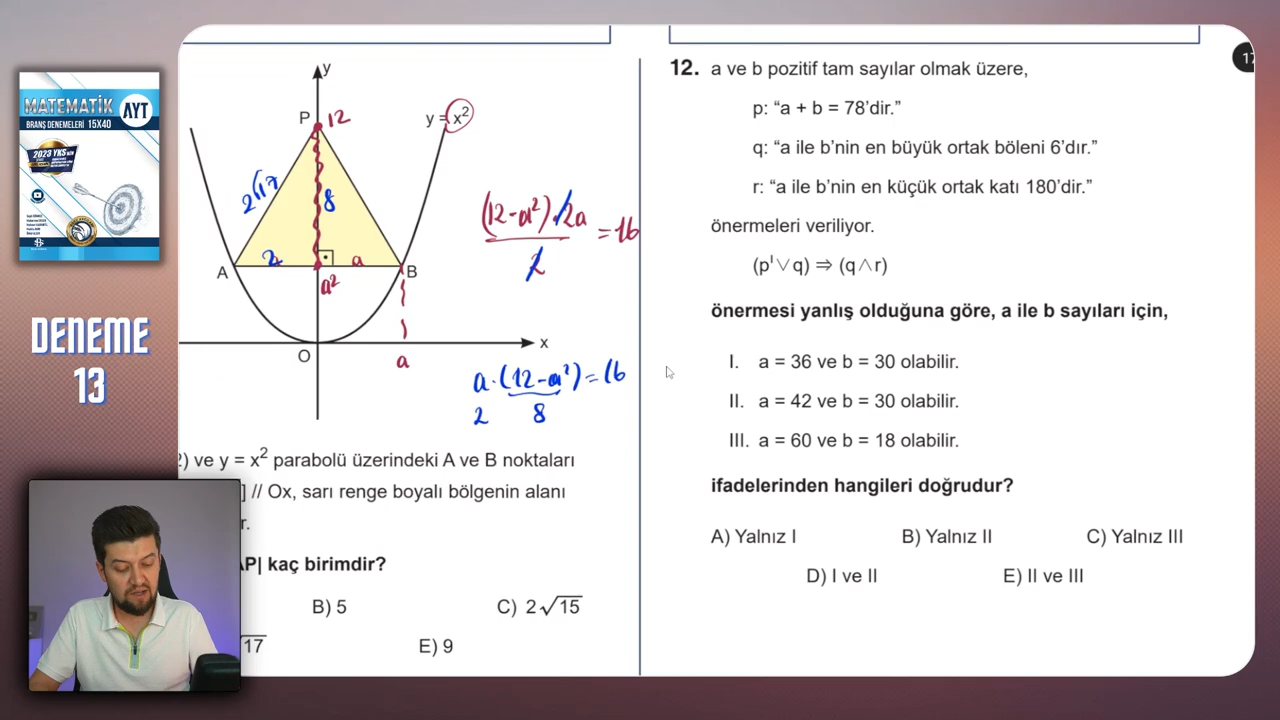 MATEMATİK AYT
BRANŞ DENEMELERİ 15X40
2023 YKS'NİN
DENEME
13
y
P
12
y = x²
2√17
8
A
2
a
B
a²
O
x
a
(12-a²).2a
2
= 16
a.(12-a²)=16
2 8
2) ve y = x² parabolü üzerindeki A ve B noktaları
] // Ox, sarı renge boyalı bölgenin alanı
r.
AP| kaç birimdir?
B) 5
C) 2√15
√17
E) 9
17
12. a ve b pozitif tam sayılar olmak üzere,
p: “a + b = 78’dir.”
q: “a ile b’nin en büyük ortak böleni 6’dır.”
r: “a ile b’nin en küçük ortak katı 180’dir.”
önermeleri veriliyor.
(pᴵ∨q) ⇒ (q∧r)
önermesi yanlış olduğuna göre, a ile b sayıları için,
I. a = 36 ve b = 30 olabilir.
II. a = 42 ve b = 30 olabilir.
III. a = 60 ve b = 18 olabilir.
ifadelerinden hangileri doğrudur?
A) Yalnız I
B) Yalnız II
C) Yalnız III
D) I ve II
E) II ve III